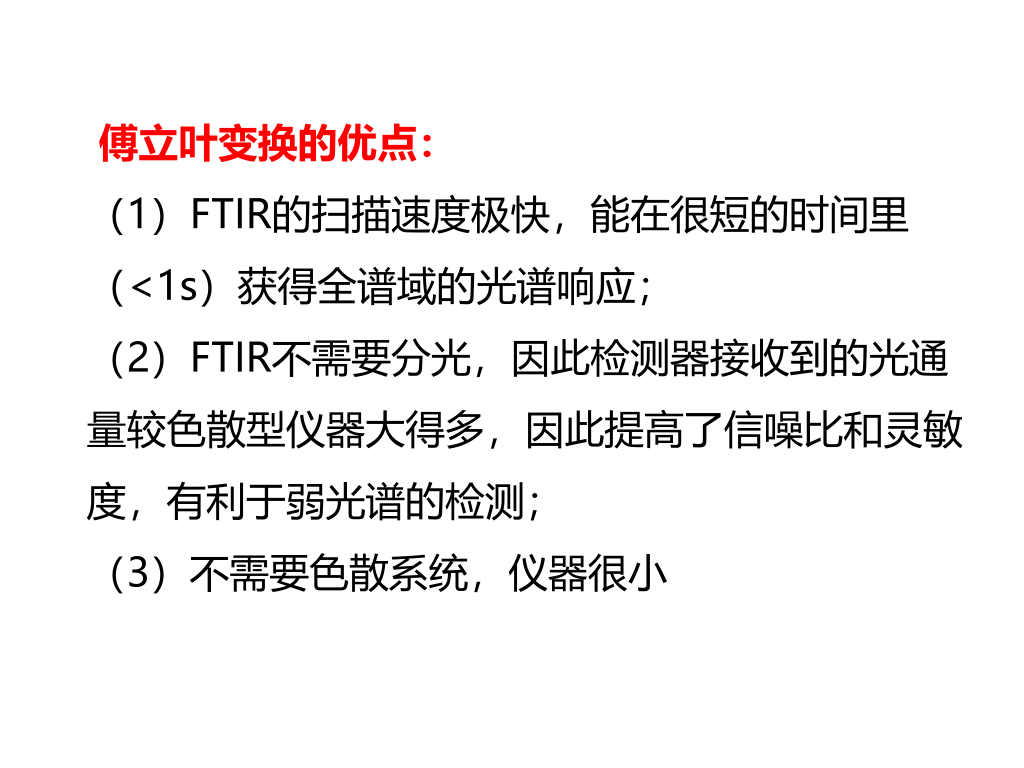 傅立叶变换的优点：
（1）FTIR的扫描速度极快，能在很短的时间里
（<1s）获得全谱域的光谱响应；
（2）FTIR不需要分光，因此检测器接收到的光通
量较色散型仪器大得多，因此提高了信噪比和灵敏
度，有利于弱光谱的检测；
（3）不需要色散系统，仪器很小